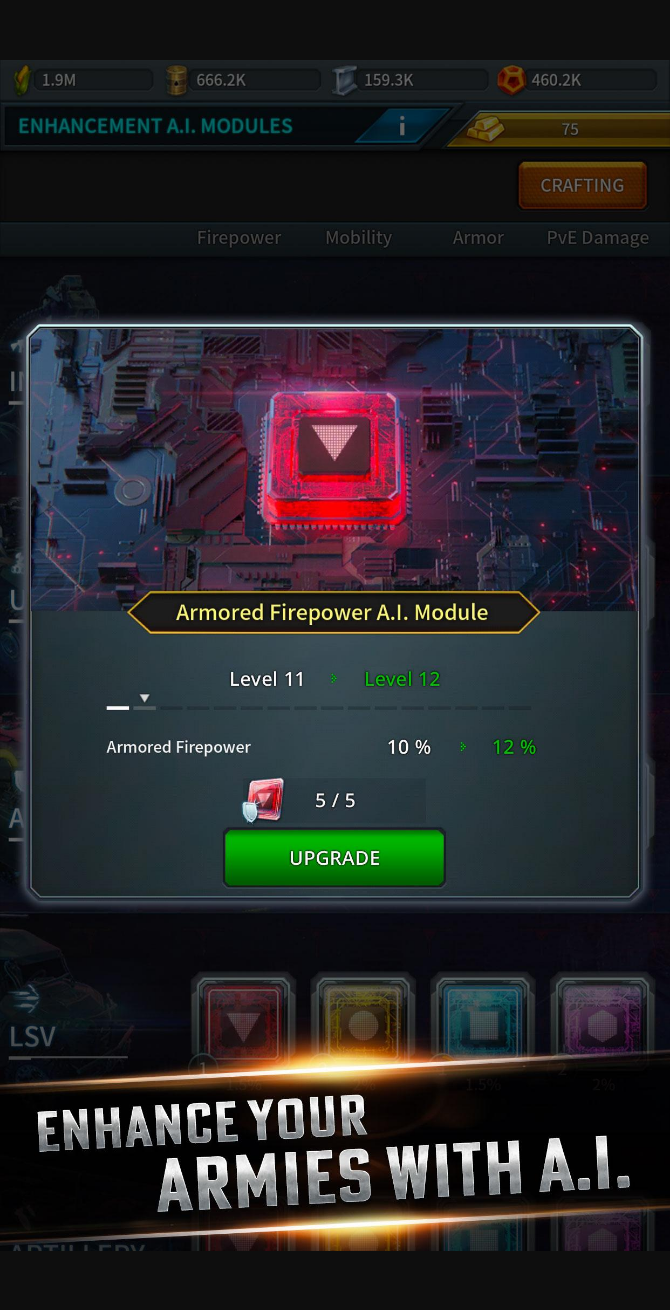 1.9M 666.2K 159.3K 460.2K
ENHANCEMENT A.I. MODULES i 75
CRAFTING
Firepower Mobility Armor PvE Damage
Armored Firepower A.I. Module
Level 11 Level 12
Armored Firepower 10 % 12 %
5 / 5
UPGRADE
LSV
1
1.5% 2%
ENHANCE YOUR
ARMIES WITH A.I.
ARTILLERY